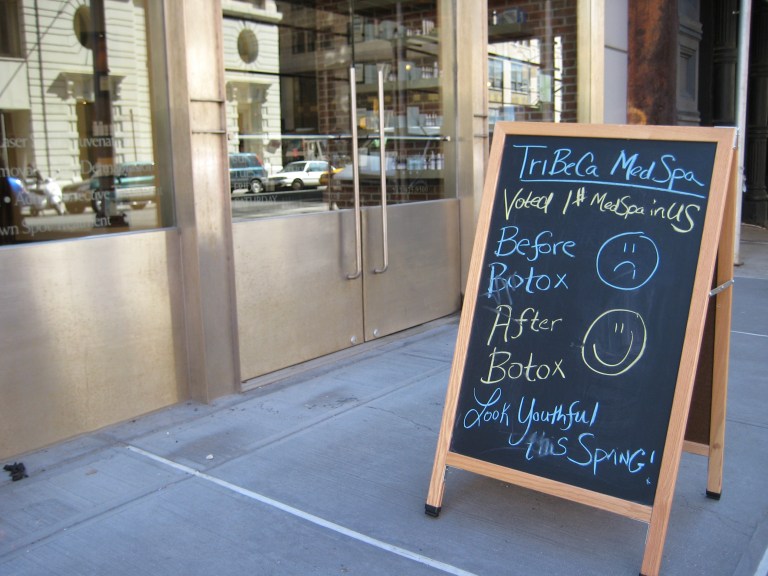 TriBeCa MedSpa
Voted 1# MedSpa in US
Before
Botox
After
Botox
Look Youthful
this Spring!